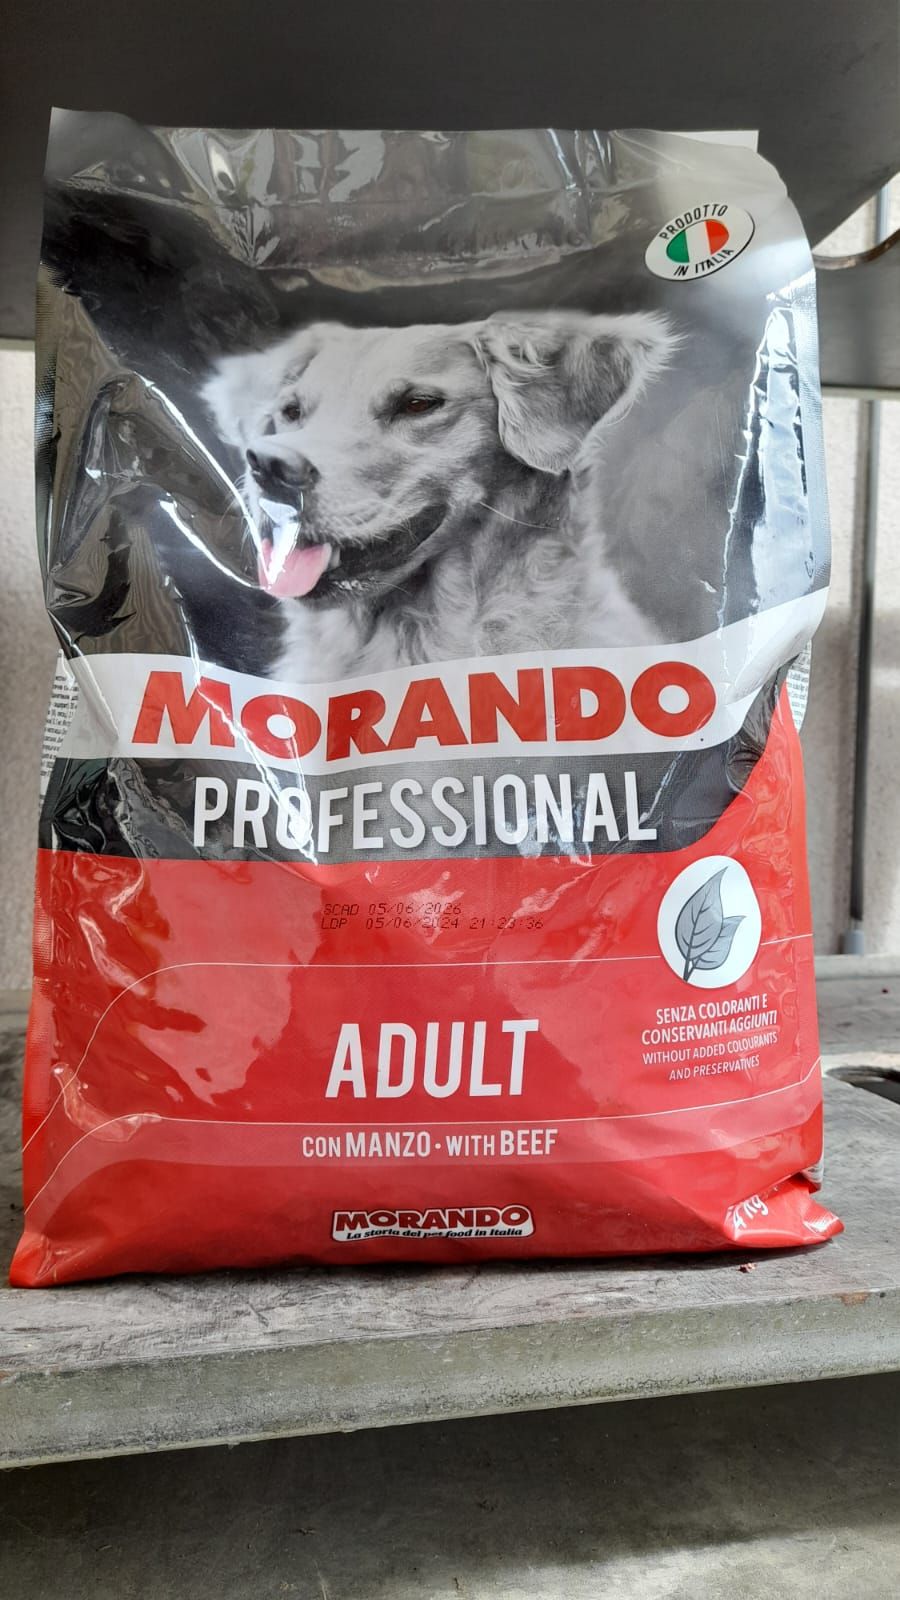 PRODOTTO
IN ITALIA
MORANDO
PROFESSIONAL
SCAD 05/06/2026
LDP 05/06/2024 21:23:36
SENZA COLORANTI E
CONSERVANTI AGGIUNTI
WITHOUT ADDED COLOURANTS
AND PRESERVATIVES
ADULT
CON MANZO • WITH BEEF
MORANDO
La storia del pet food in Italia
4 kg